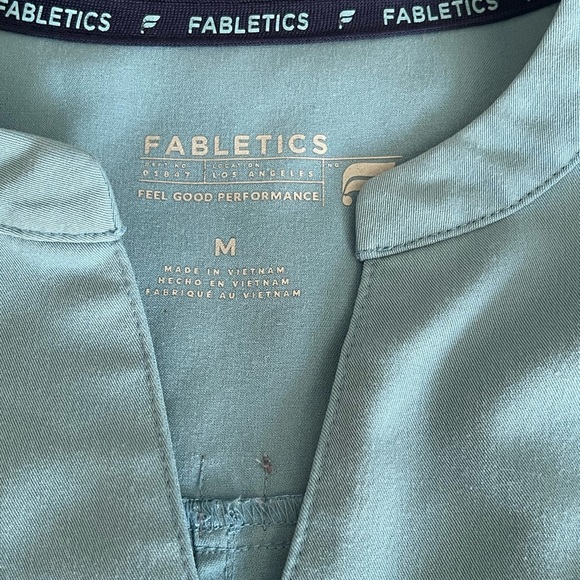 FABLETICS FABLETICS FABLETICS
FABLETICS
DEPT. NO. LOCATION NO.
05847 LOS ANGELES
FEEL GOOD PERFORMANCE
M
MADE IN VIETNAM
HECHO EN VIETNAM
FABRIQUÉ AU VIETNAM